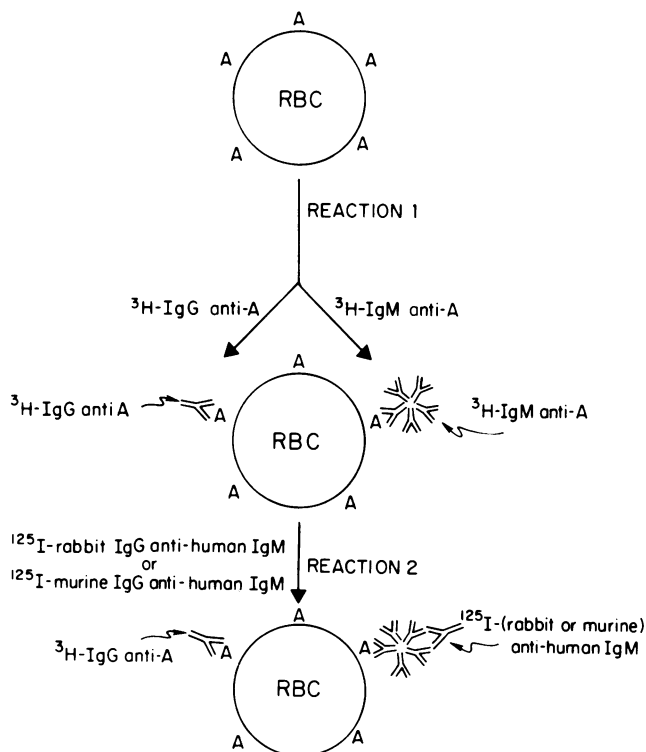 A
A
A
RBC
A
A
REACTION 1
³H-IgG anti-A
³H-IgM anti-A
A
³H-IgG anti A
A
RBC
A
³H-IgM anti-A
A
A
¹²⁵I-rabbit IgG anti-human IgM
or
¹²⁵I-murine IgG anti-human IgM
REACTION 2
A
³H-IgG anti-A
A
RBC
A
¹²⁵I-(rabbit or murine)
anti-human IgM
A
A